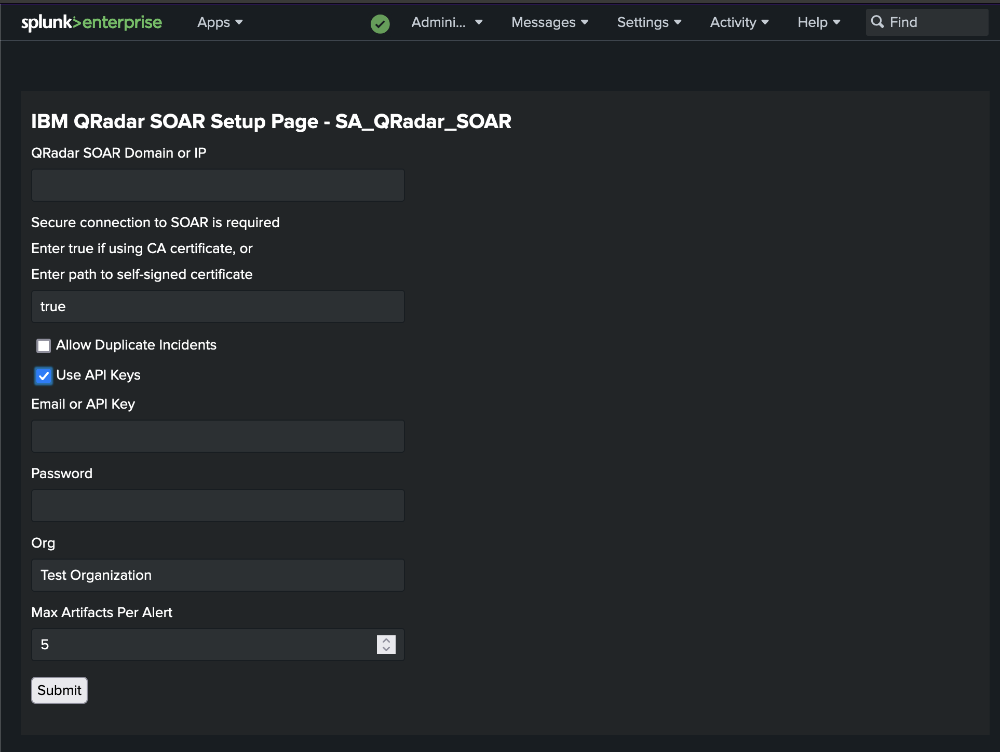 splunk>enterprise Apps Admini... Messages Settings Activity Help Find
IBM QRadar SOAR Setup Page - SA_QRadar_SOAR
QRadar SOAR Domain or IP
Secure connection to SOAR is required
Enter true if using CA certificate, or
Enter path to self-signed certificate
true
Allow Duplicate Incidents
Use API Keys
Email or API Key
Password
Org
Test Organization
Max Artifacts Per Alert
5
Submit